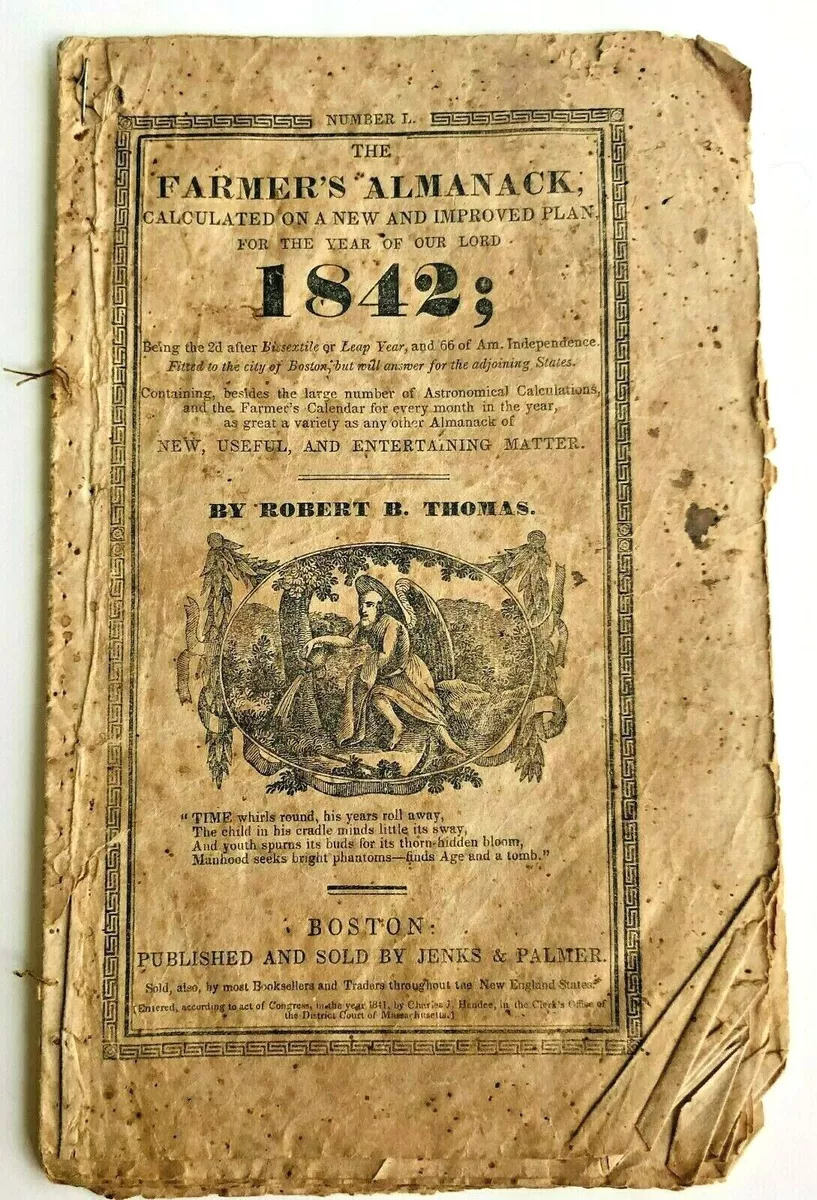 NUMBER L.
THE
FARMER'S ALMANACK,
CALCULATED ON A NEW AND IMPROVED PLAN,
FOR THE YEAR OF OUR LORD
1842;
Being the 2d after Bissextile or Leap Year, and 66 of Am. Independence.
Fitted to the city of Boston, but will answer for the adjoining States.
Containing, besides the large number of Astronomical Calculations,
and the Farmer's Calendar for every month in the year,
as great a variety as any other Almanack of
NEW, USEFUL, AND ENTERTAINING MATTER.
BY ROBERT B. THOMAS.
"TIME whirls round, his years roll away,
The child in his cradle minds little its sway,
And youth spurns its buds for its thorn-hidden bloom,
Manhood seeks bright phantoms—finds Age and a tomb."
BOSTON:
PUBLISHED AND SOLD BY JENKS & PALMER.
Sold, also, by most Booksellers and Traders throughout the New England States.
[Entered, according to act of Congress, in the year 1841, by Charles J. Hendee, in the Clerk's Office of
the District Court of Massachusetts.]